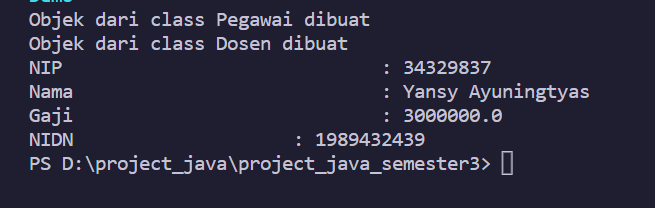 Demo
Objek dari class Pegawai dibuat
Objek dari class Dosen dibuat
NIP : 34329837
Nama : Yansy Ayuningtyas
Gaji : 3000000.0
NIDN : 1989432439
PS D:\project_java\project_java_semester3>